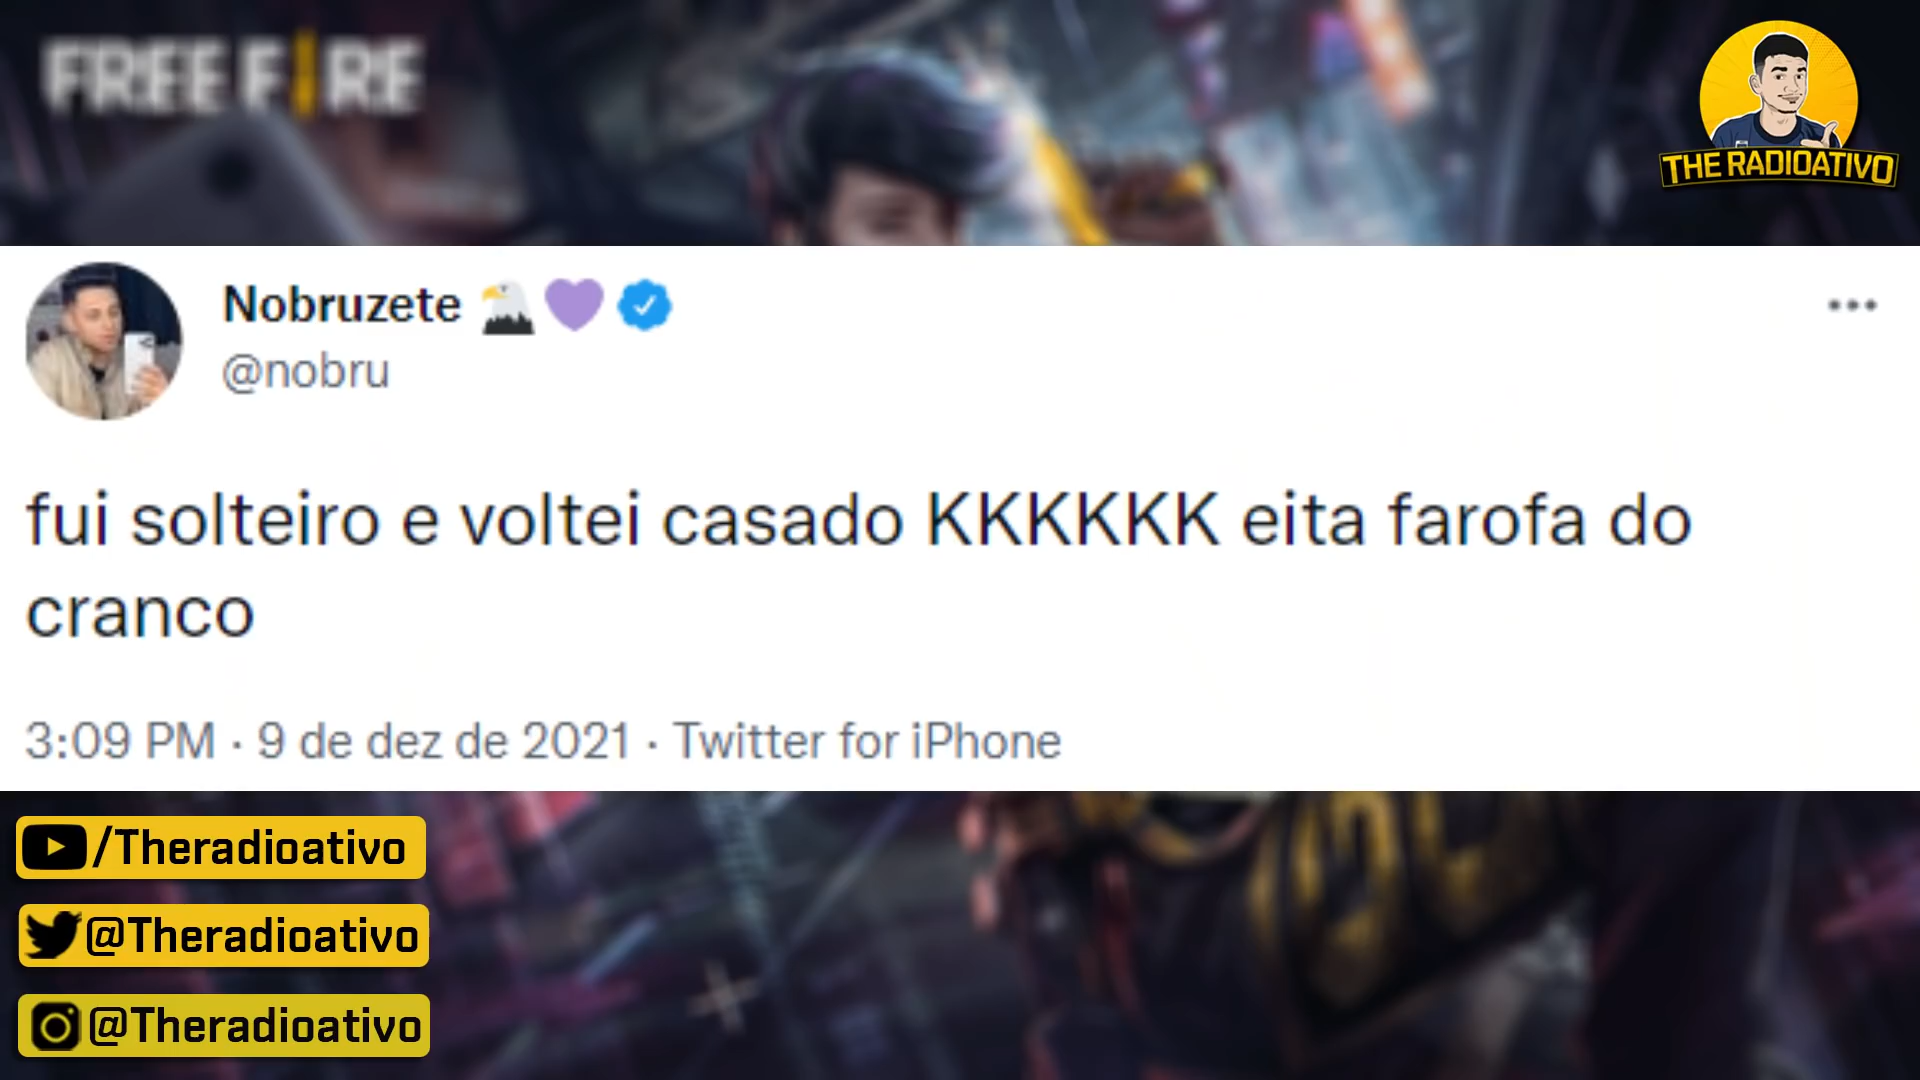 FREE FIRE
THE RADIOATIVO
Nobruzete
@nobru
fui solteiro e voltei casado KKKKKK eita farofa do
cranco
3:09 PM · 9 de dez de 2021 · Twitter for iPhone
/Theradioativo
@Theradioativo
@Theradioativo